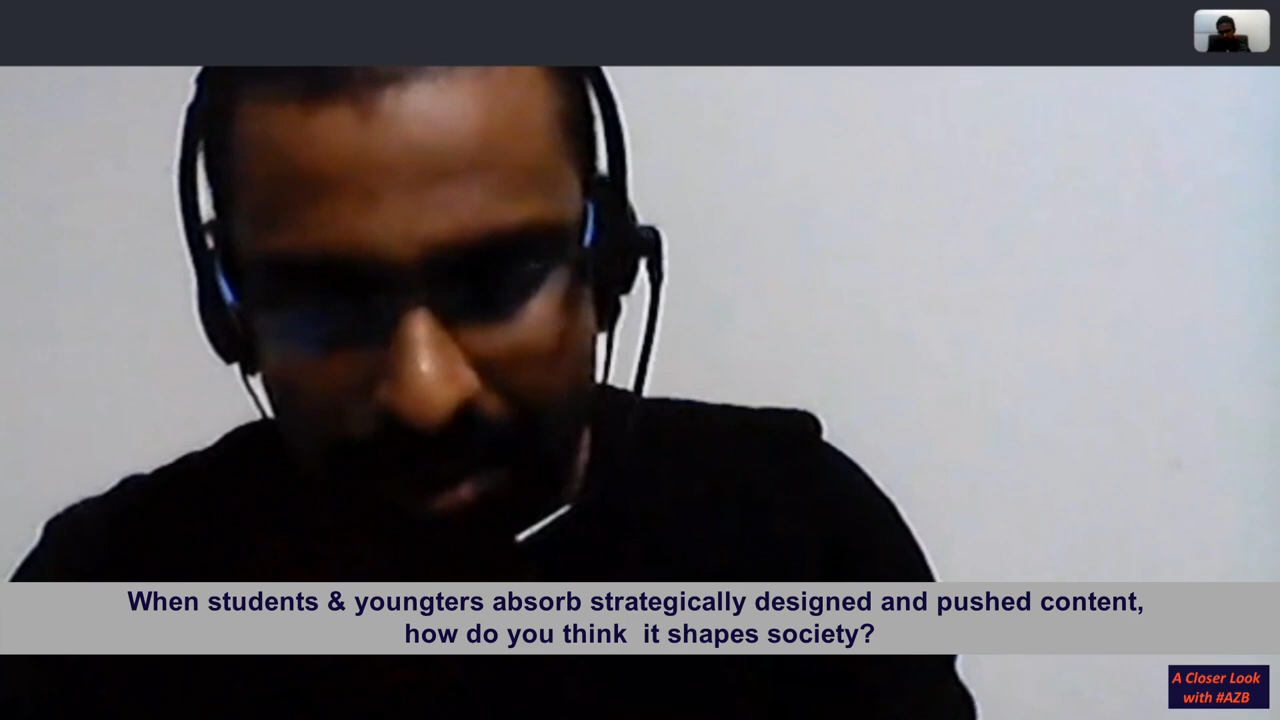 When students & youngters absorb strategically designed and pushed content,
how do you think  it shapes society?
A Closer Look
with #AZB